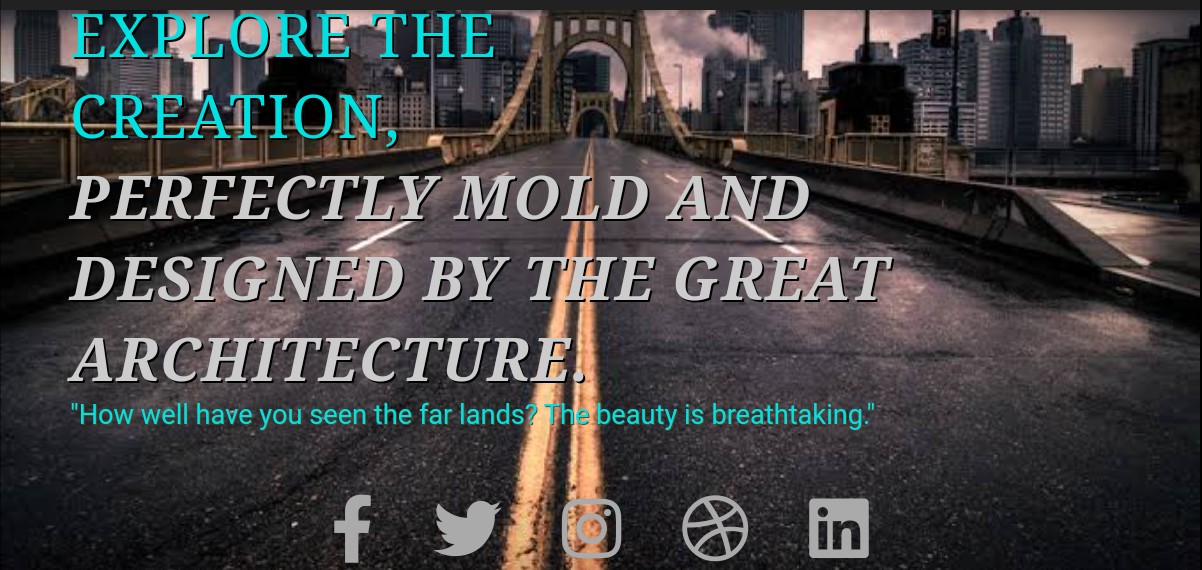 EXPLORE THE
CREATION,
PERFECTLY MOLD AND
DESIGNED BY THE GREAT
ARCHITECTURE.
"How well have you seen the far lands? The beauty is breathtaking."
in